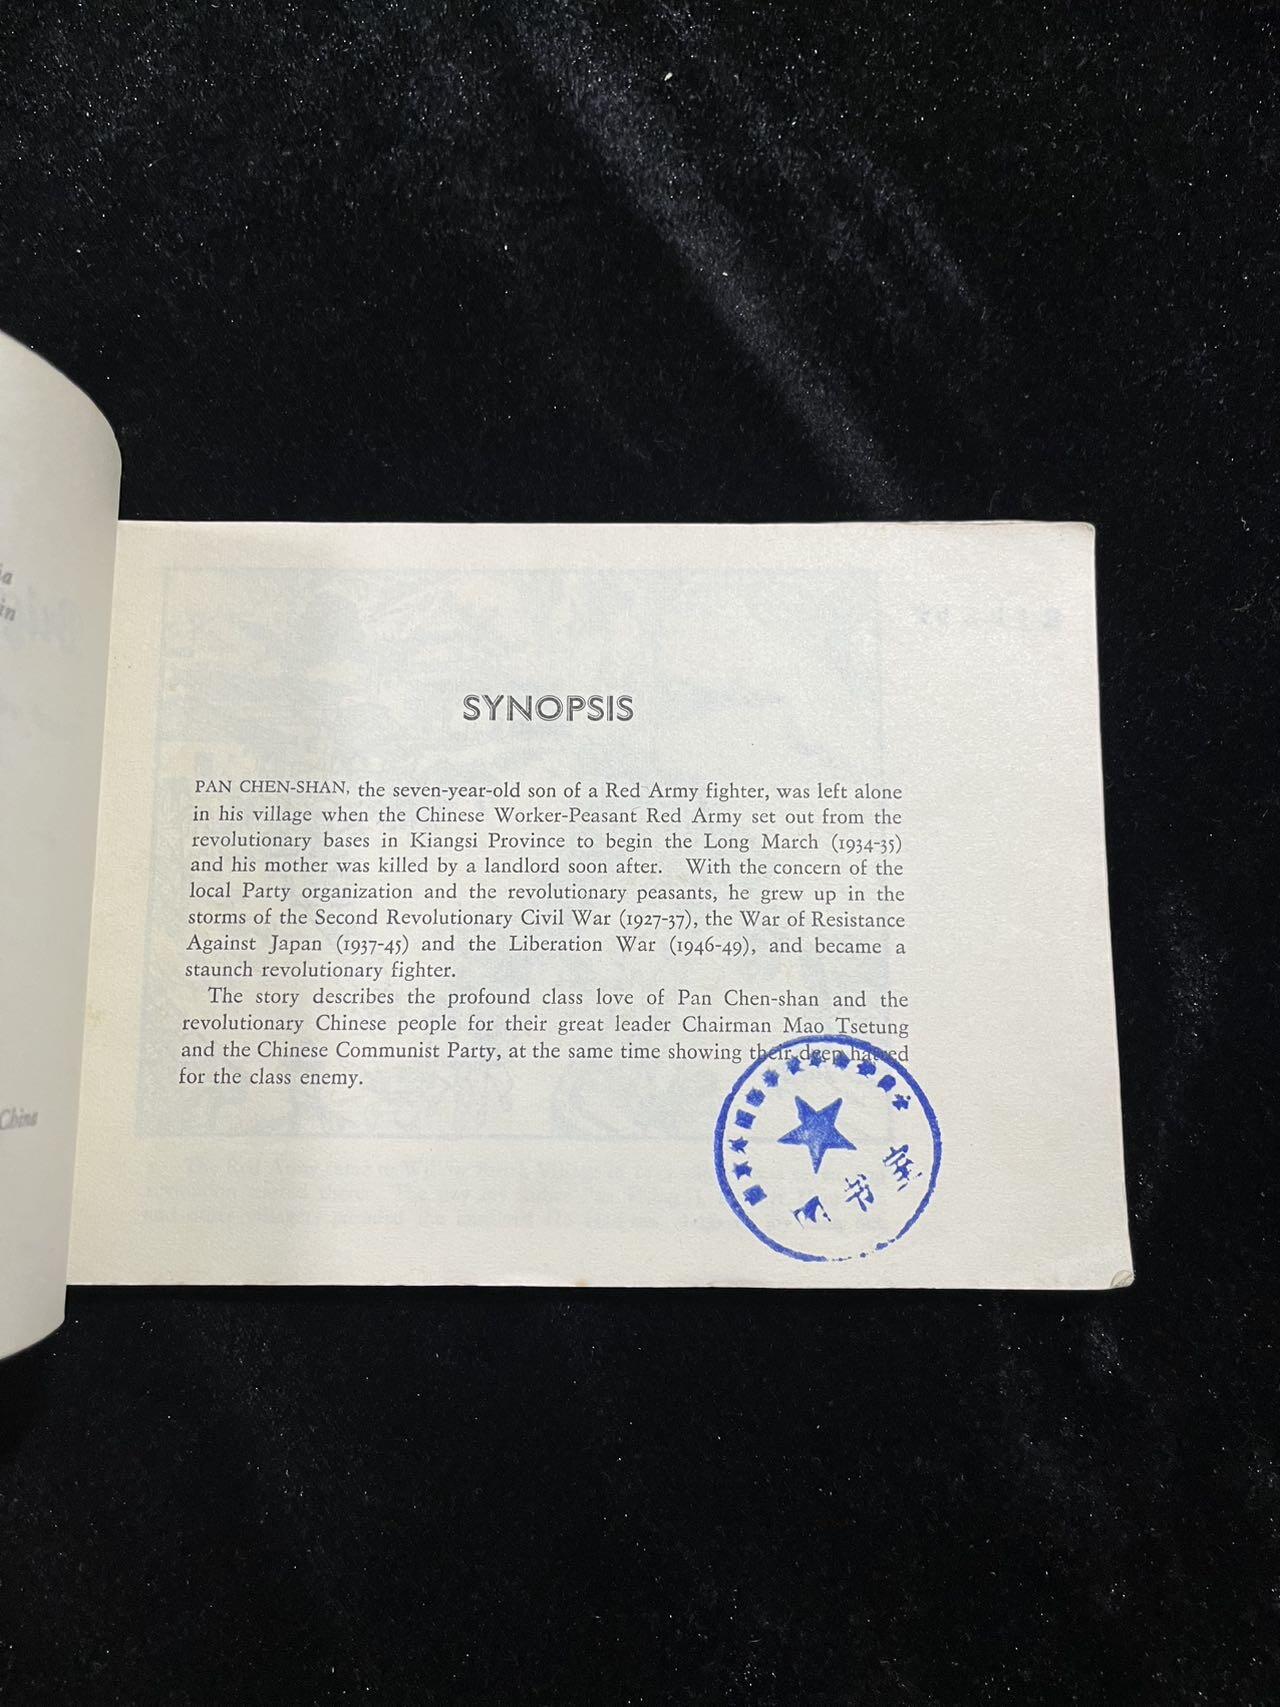 ia
in
China
SYNOPSIS
PAN CHEN-SHAN, the seven-year-old son of a Red Army fighter, was left alone
in his village when the Chinese Worker-Peasant Red Army set out from the
revolutionary bases in Kiangsi Province to begin the Long March (1934-35)
and his mother was killed by a landlord soon after. With the concern of the
local Party organization and the revolutionary peasants, he grew up in the
storms of the Second Revolutionary Civil War (1927-37), the War of Resistance
Against Japan (1937-45) and the Liberation War (1946-49), and became a
staunch revolutionary fighter.
The story describes the profound class love of Pan Chen-shan and the
revolutionary Chinese people for their great leader Chairman Mao Tsetung
and the Chinese Communist Party, at the same time showing their deep hatred
for the class enemy.
图书室